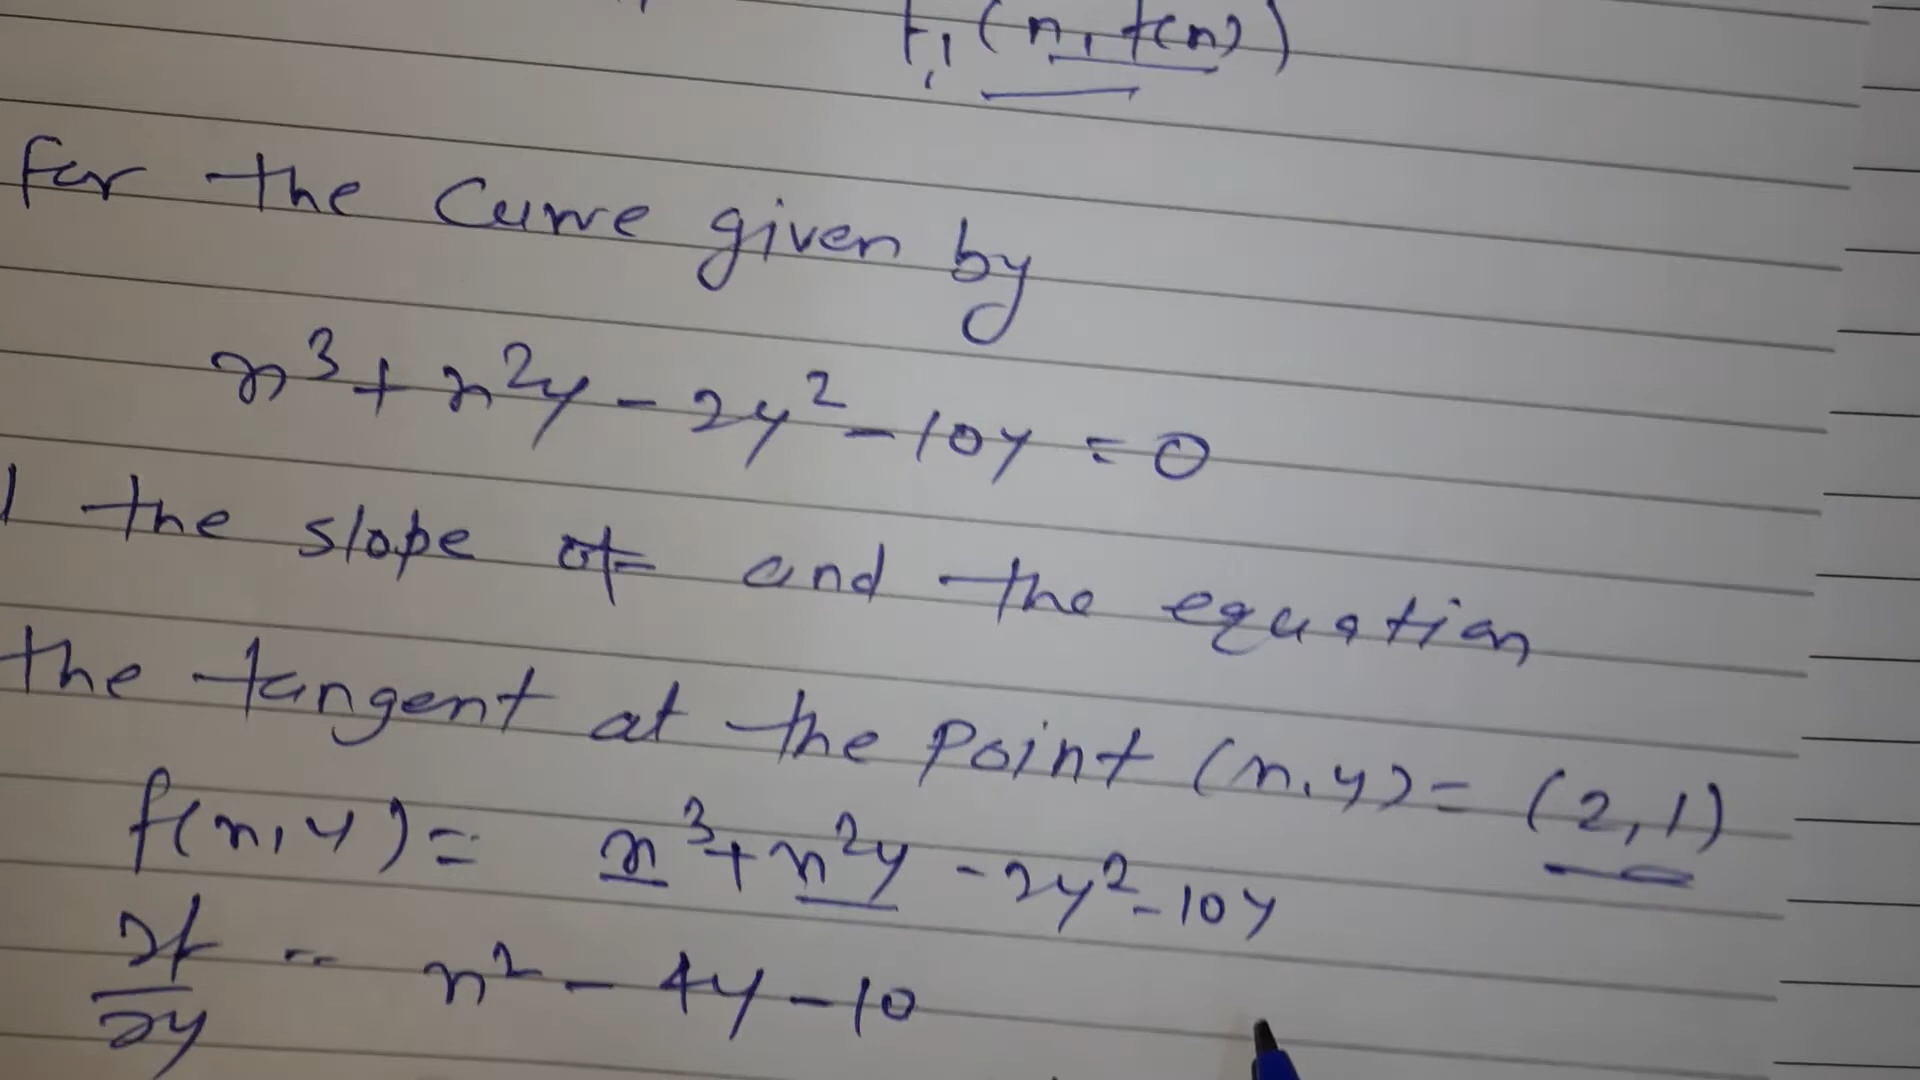 (x, f(x))
For the Curve given by
x³ + x²y - 2y² - 10y = 0
the slope of and the equation
the tangent at the point (x,y) = (2,1)
f(x,y) = x³ + x²y - 2y² - 10y
∂f/∂y = x² - 4y - 10